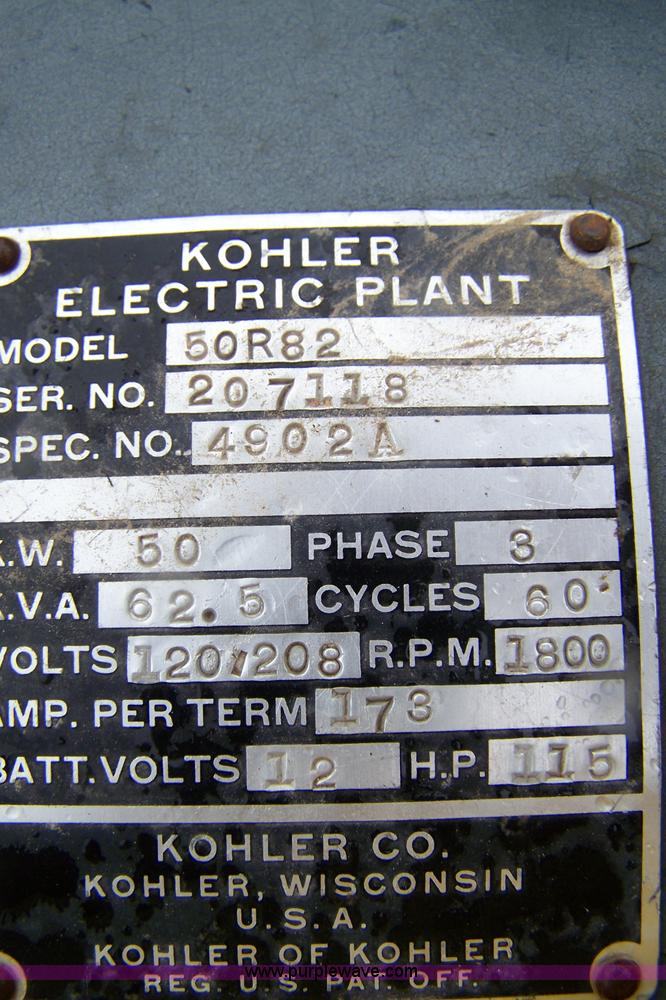 KOHLER
ELECTRIC PLANT
MODEL 50R82
SER. NO. 207118
SPEC. NO. 4902A
K.W. 50 PHASE 3
K.V.A. 62.5 CYCLES 60
VOLTS 120/208 R.P.M. 1800
AMP. PER TERM 173
BATT. VOLTS 12 H.P. 115
KOHLER CO.
KOHLER, WISCONSIN
U.S.A.
KOHLER OF KOHLER
www.purplewave.com
REG. U.S. PAT. OFF.